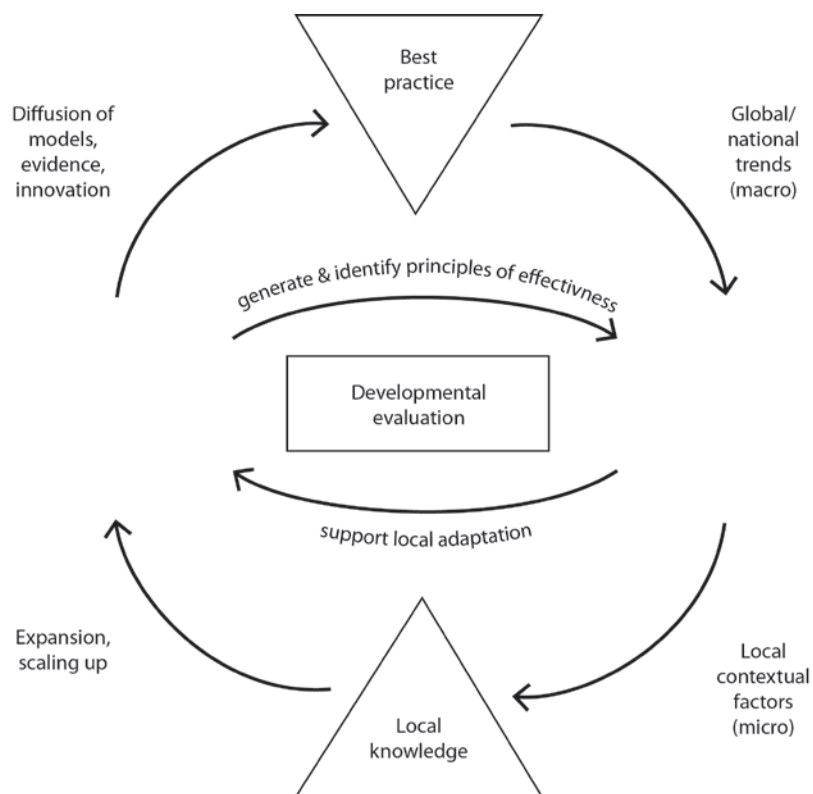 Best
practice
Diffusion of
models,
evidence,
innovation
Global/
national
trends
(macro)
generate & identify principles of effectivness
Developmental
evaluation
support local adaptation
Expansion,
scaling up
Local
contextual
factors
(micro)
Local
knowledge